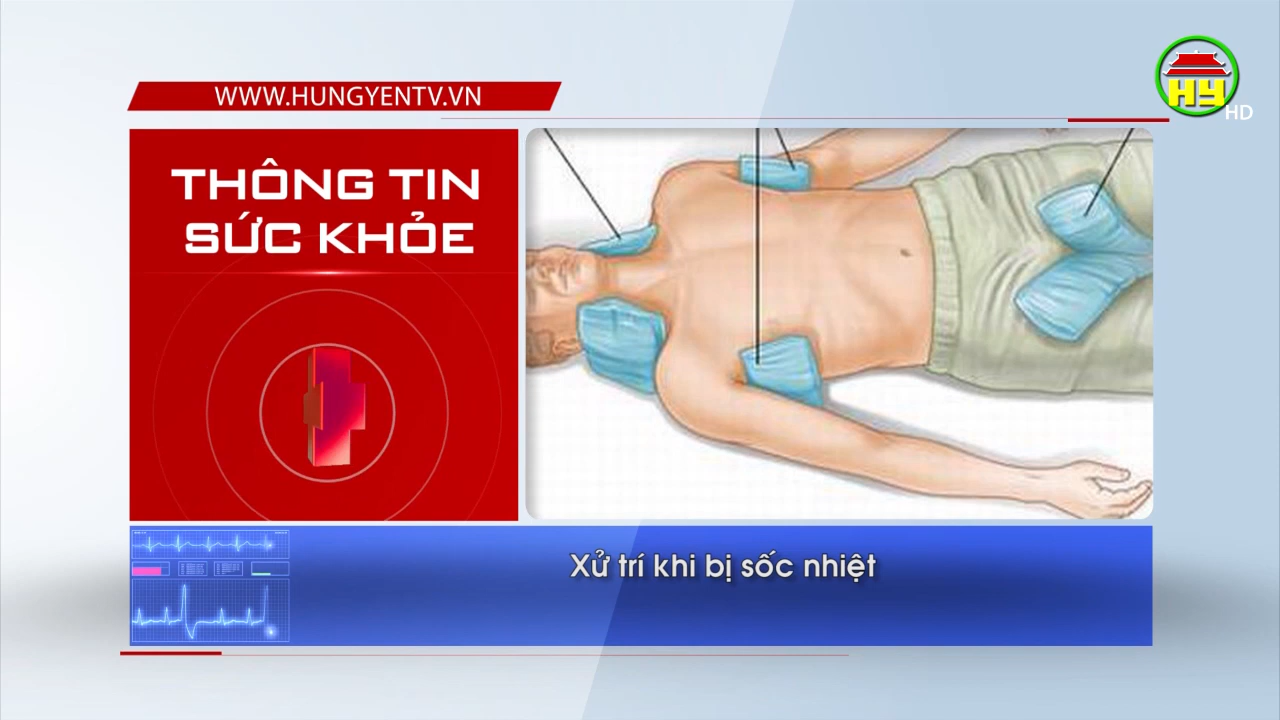 WWW.HUNGYENTV.VN
HY
HD
THÔNG TIN
SỨC KHỎE
Xử trí khi bị sốc nhiệt